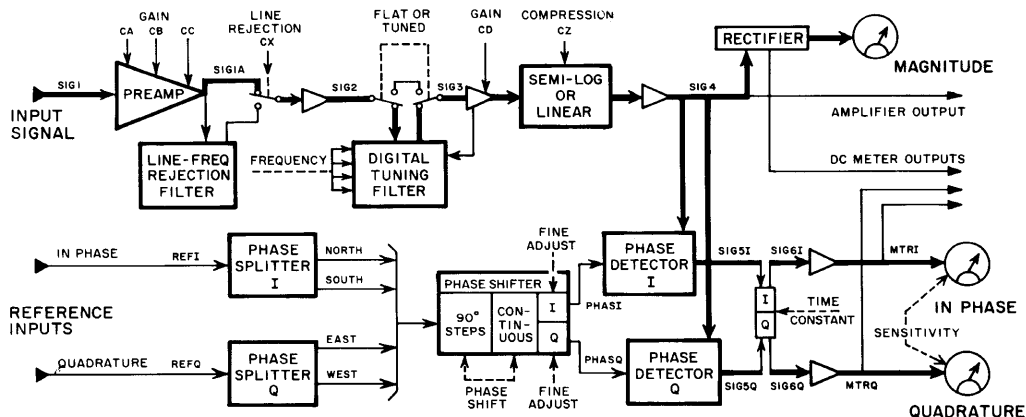 GAIN
CA
CB
CC
LINE
REJECTION
CX
FLAT OR
TUNED
GAIN
CD
COMPRESSION
CZ
RECTIFIER
MAGNITUDE
SIG1
PREAMP
SIG1A
SIG2
SIG3
SEMI-LOG
OR
LINEAR
SIG4
INPUT
SIGNAL
AMPLIFIER OUTPUT
LINE-FREQ
REJECTION
FILTER
FREQUENCY
DIGITAL
TUNING
FILTER
DC METER OUTPUTS
IN PHASE
REFI
PHASE
SPLITTER
I
NORTH
SOUTH
FINE
ADJUST
PHASE
DETECTOR
I
SIG5I
SIG6I
MTRI
IN PHASE
REFERENCE
INPUTS
PHASE SHIFTER
90°
STEPS
CON-
TIN-
UOUS
I
Q
PHASI
I
Q
TIME
CONSTANT
SENSITIVITY
QUADRATURE
REFQ
PHASE
SPLITTER
Q
EAST
WEST
PHASE
SHIFT
FINE
ADJUST
PHASQ
PHASE
DETECTOR
Q
SIG5Q
SIG6Q
MTRQ
QUADRATURE